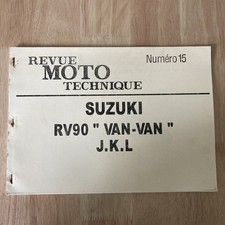 REVUE
MOTO
TECHNIQUE
Numéro 15
SUZUKI
RV90 " VAN-VAN "
J.K.L